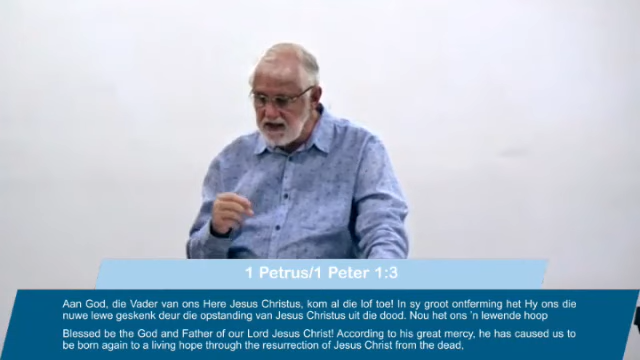 1 Petrus/1 Peter 1:3
Aan God, die Vader van ons Here Jesus Christus, kom al die lof toe! In sy groot ontferming het Hy ons die
nuwe lewe geskenk deur die opstanding van Jesus Christus uit die dood. Nou het ons 'n lewende hoop
Blessed be the God and Father of our Lord Jesus Christ! According to his great mercy, he has caused us to
be born again to a living hope through the resurrection of Jesus Christ from the dead,